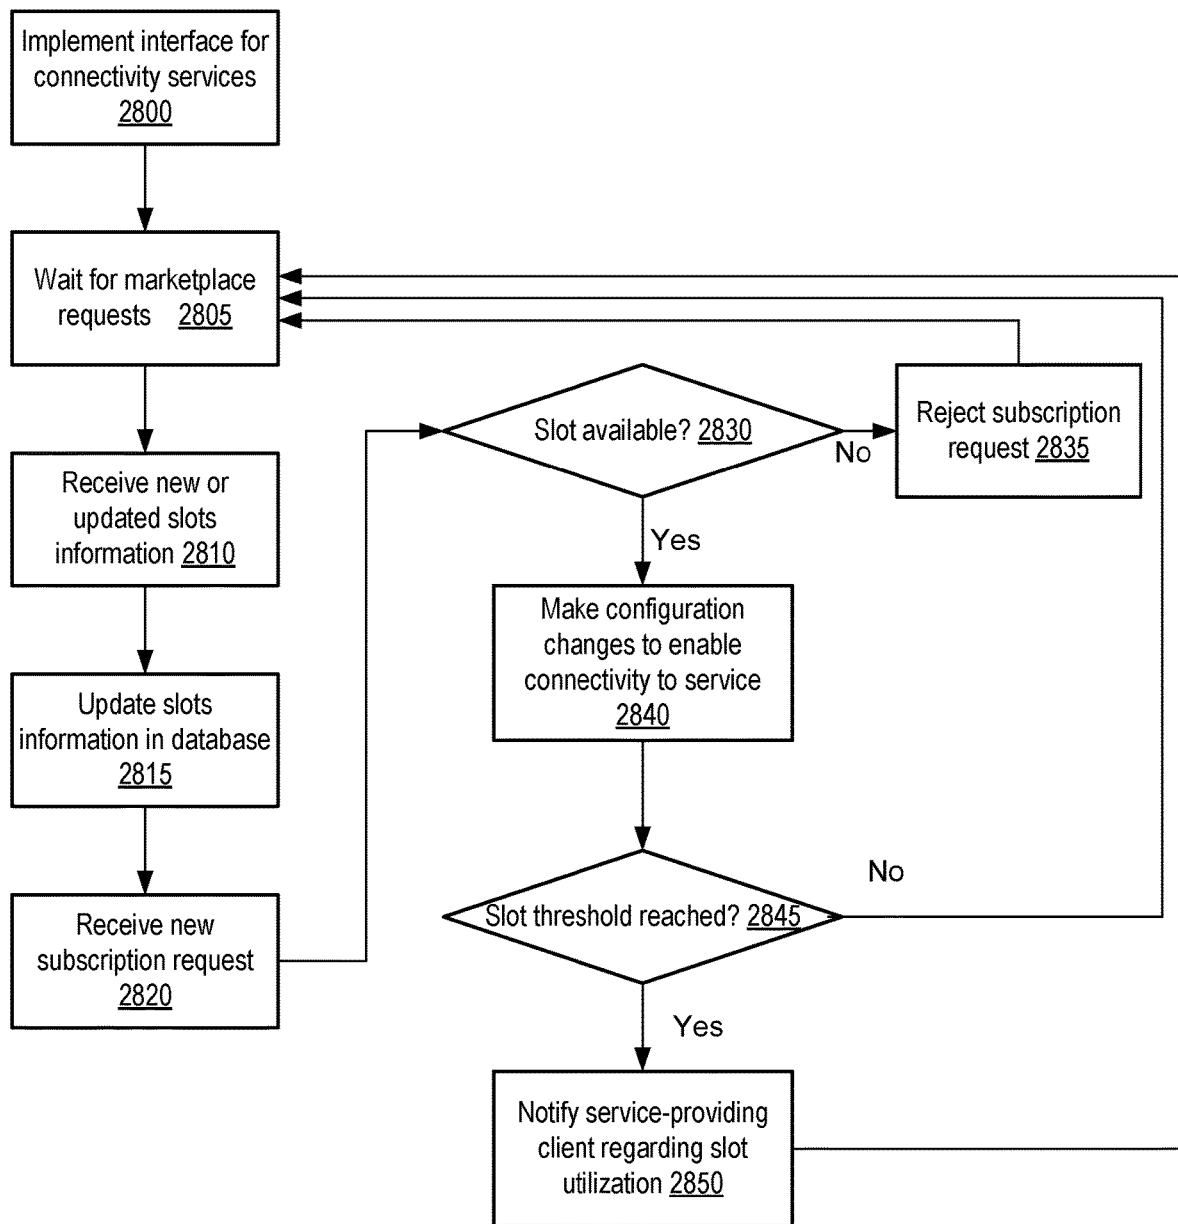 Implement interface for
connectivity services
2800
Wait for marketplace
requests 2805
Receive new or
updated slots
information 2810
Update slots
information in database
2815
Receive new
subscription request
2820
Slot available? 2830
No
Reject subscription
request 2835
Yes
Make configuration
changes to enable
connectivity to service
2840
Slot threshold reached? 2845
No
Yes
Notify service-providing
client regarding slot
utilization 2850